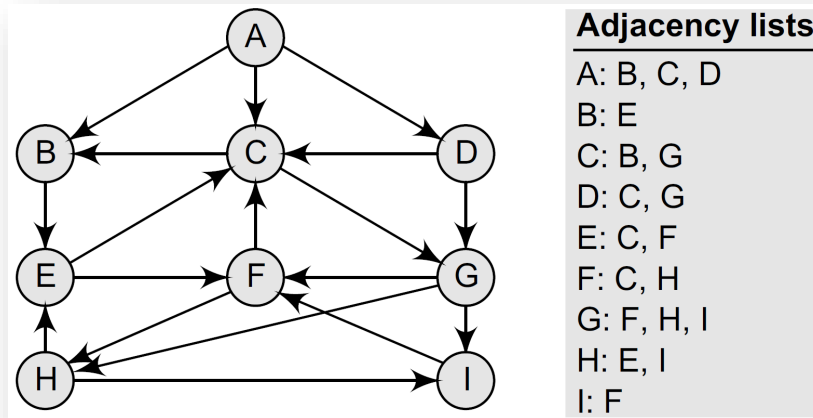 A
B
C
D
E
F
G
H
I
Adjacency lists
A: B, C, D
B: E
C: B, G
D: C, G
E: C, F
F: C, H
G: F, H, I
H: E, I
I: F